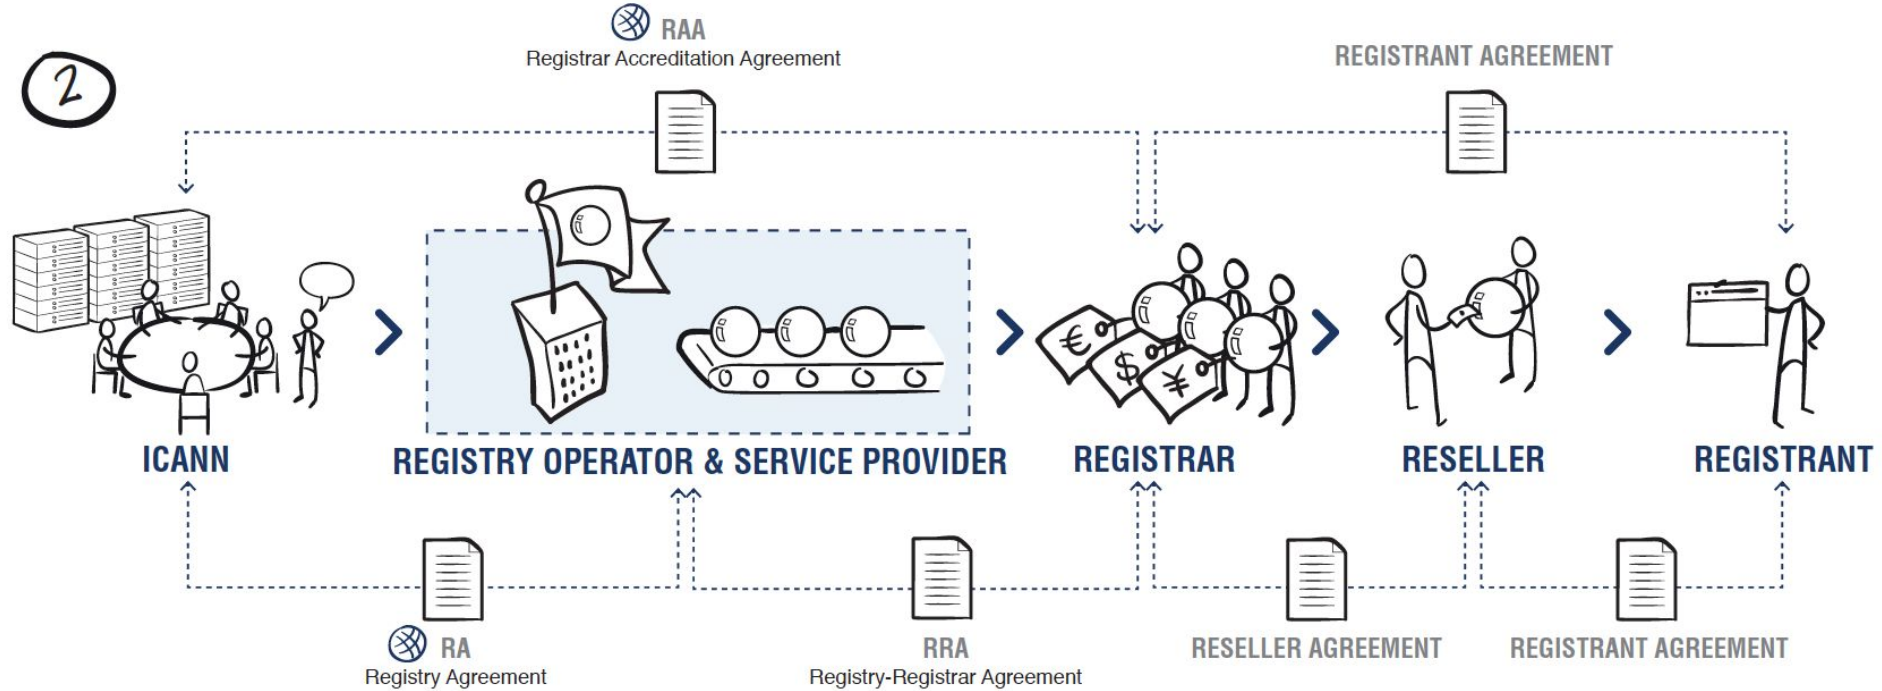 RAA
Registrar Accreditation Agreement
REGISTRANT AGREEMENT
2
€
$
¥
ICANN
REGISTRY OPERATOR & SERVICE PROVIDER
REGISTRAR
RESELLER
REGISTRANT
RA
Registry Agreement
RRA
Registry-Registrar Agreement
RESELLER AGREEMENT
REGISTRANT AGREEMENT